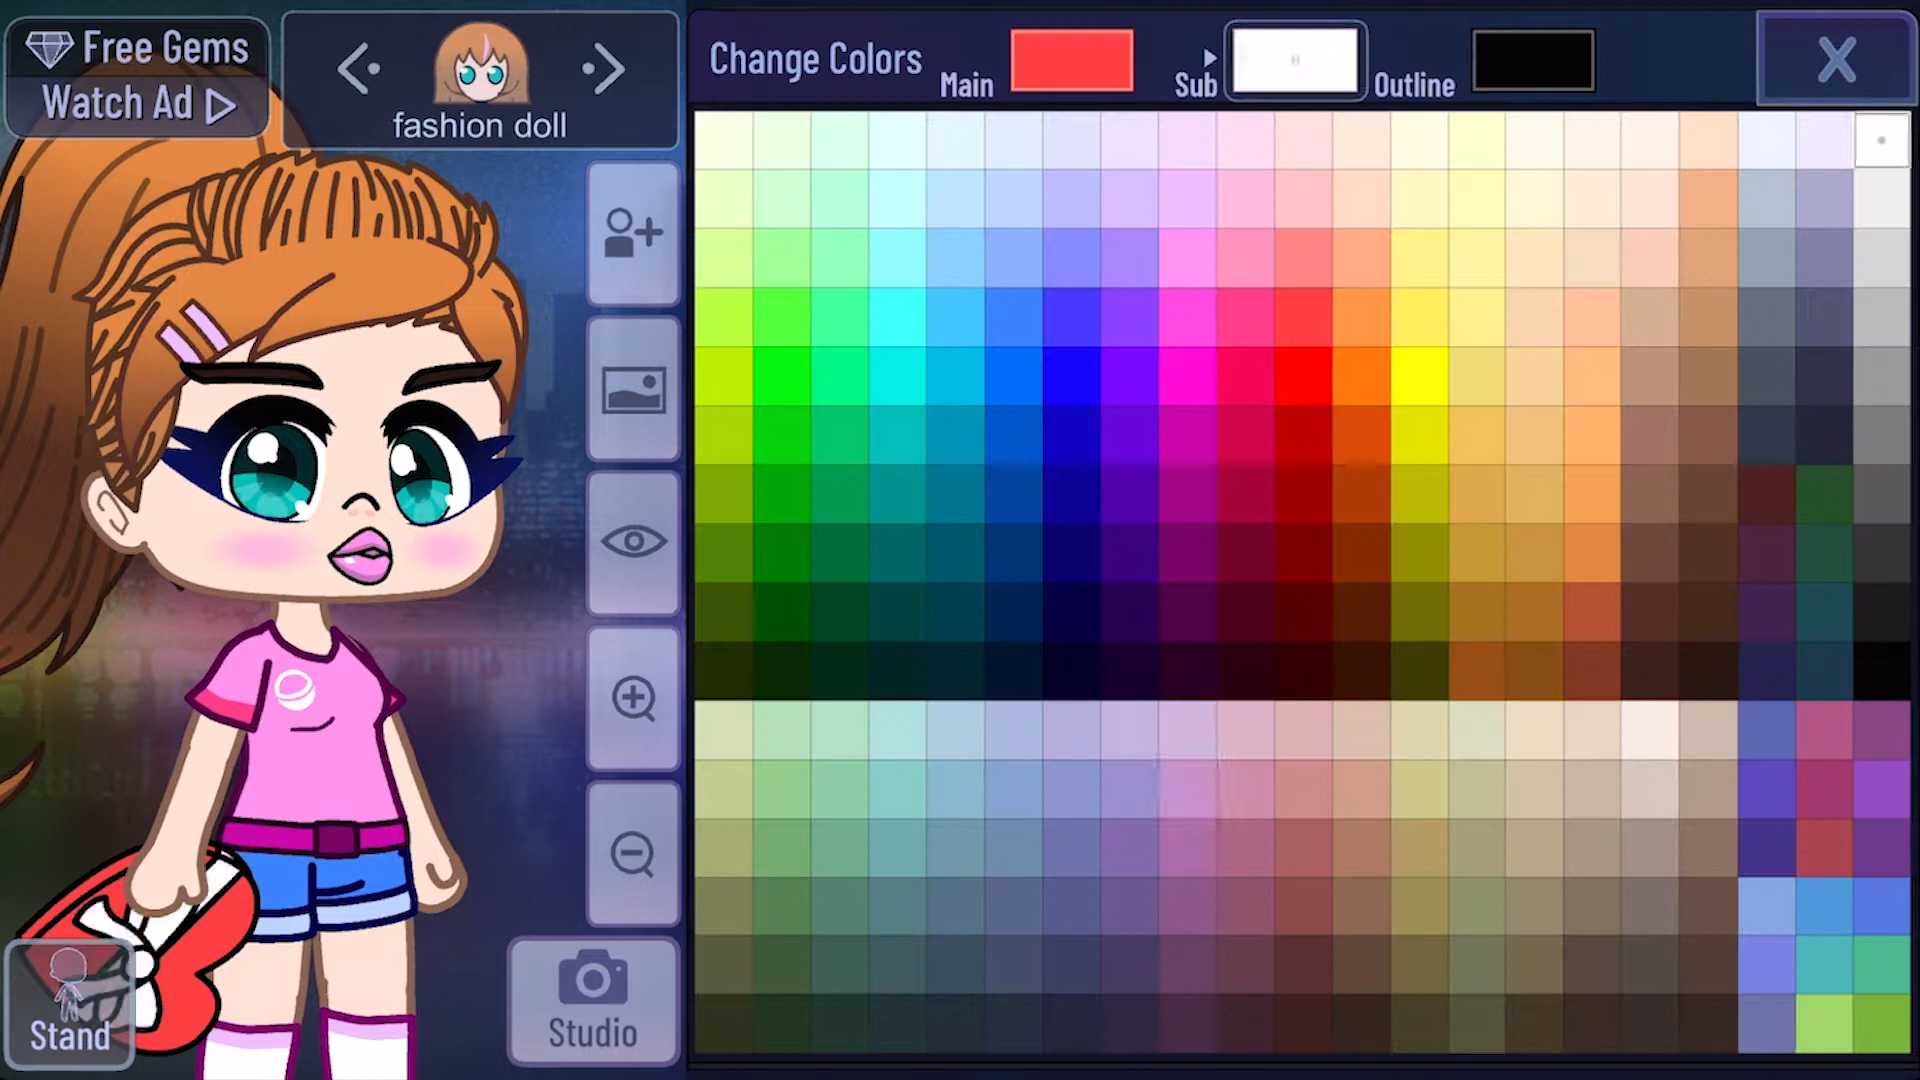 Free Gems
Watch Ad
fashion doll
Change Colors
Main
Sub
Outline
X
Stand
Studio